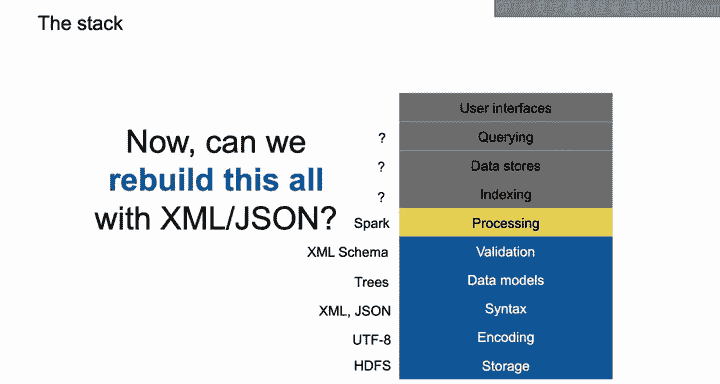 The stack
Now, can we
rebuild this all
with XML/JSON?
User interfaces
? Querying
? Data stores
? Indexing
Spark Processing
XML Schema Validation
Trees Data models
XML, JSON Syntax
UTF-8 Encoding
HDFS Storage